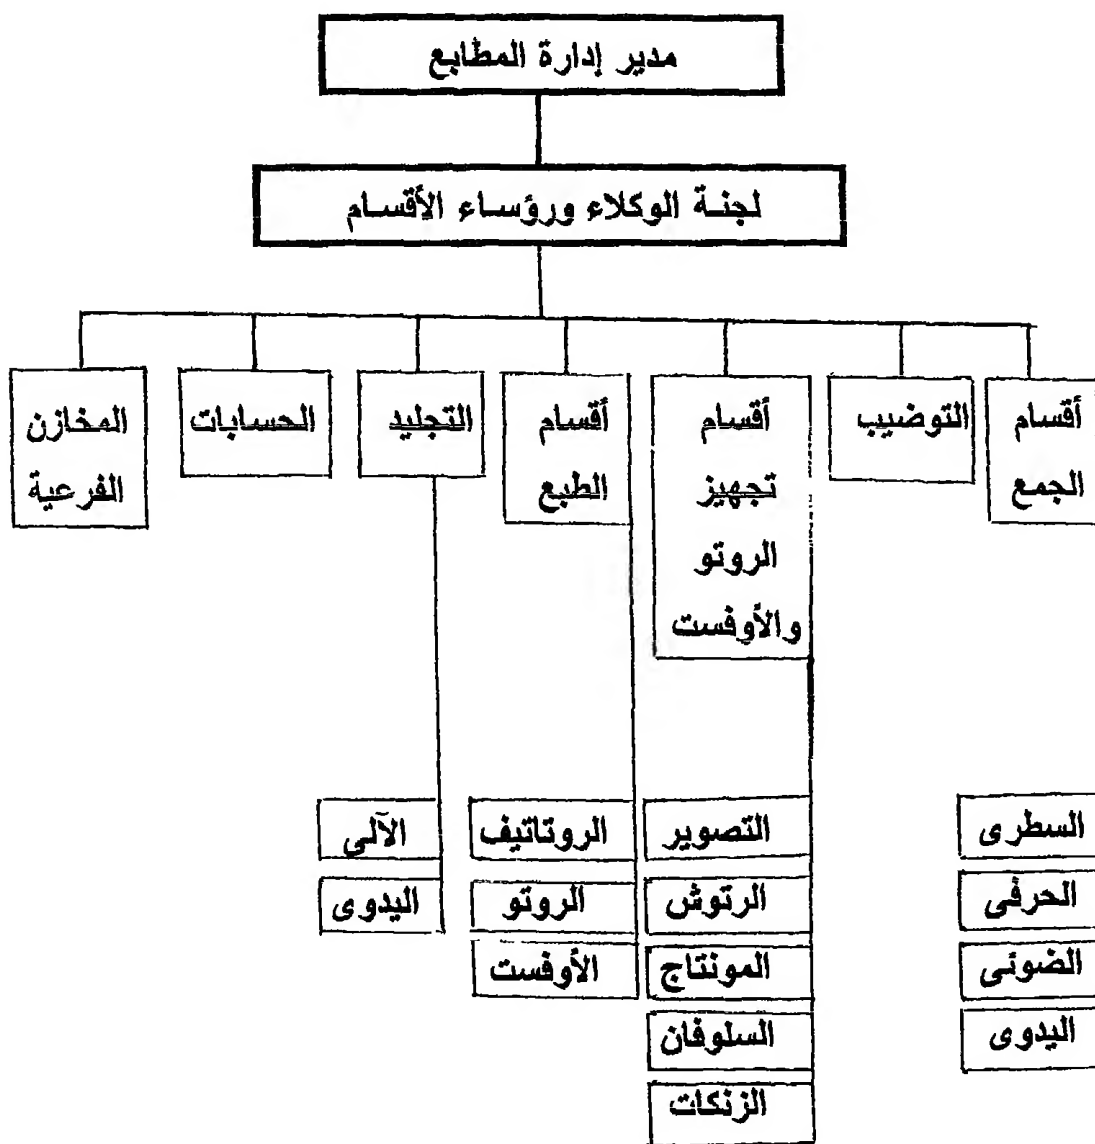 مدير إدارة المطابع
لجنة الوكلاء ورؤساء الأقسام
أقسام
الجمع
التوضيب
أقسام
تجهيز
الروتو
والأوفست
أقسام
الطبع
التجليد
الحسابات
المخازن
الفرعية
السطرى
الحرفى
الضوئى
اليدوى
التصوير
الرتوش
المونتاج
السلوفان
الزنكات
الروتاتيف
الروتو
الأوفست
الآلى
اليدوى